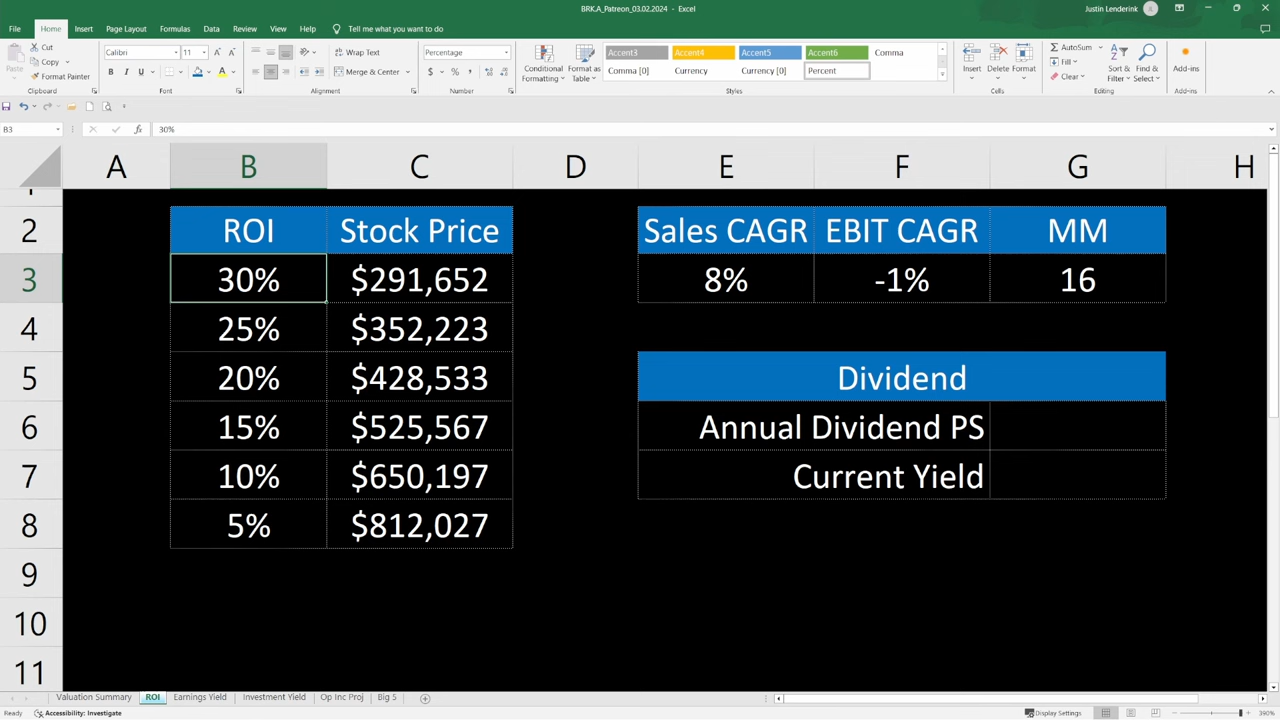 BRK.A_Patreon_03.02.2024 - Excel
Justin Lenderink
File Home Insert Page Layout Formulas Data Review View Help Tell me what you want to do
Cut
Copy
Format Painter
Paste
Clipboard
Calibri 11
B U
Font
Wrap Text
Merge & Center
Alignment
Percentage
$ % ,
Number
Conditional Formatting
Format as Table
Accent3 Accent4 Accent5 Accent6 Comma
Comma [0] Currency Currency [0] Percent
Styles
Insert Delete Format
Cells
AutoSum
Fill
Clear
Sort & Filter
Find & Select
Editing
Add-ins
Add-ins
B3 fx 30%
A B C D E F G H
2 ROI Stock Price Sales CAGR EBIT CAGR MM
3 30% $291,652 8% -1% 16
4 25% $352,223
5 20% $428,533 Dividend
6 15% $525,567 Annual Dividend PS
7 10% $650,197 Current Yield
8 5% $812,027
9
10
11
Valuation Summary ROI Earnings Yield Investment Yield Op Inc Proj Big 5
Ready Accessibility: Investigate Display Settings 390%